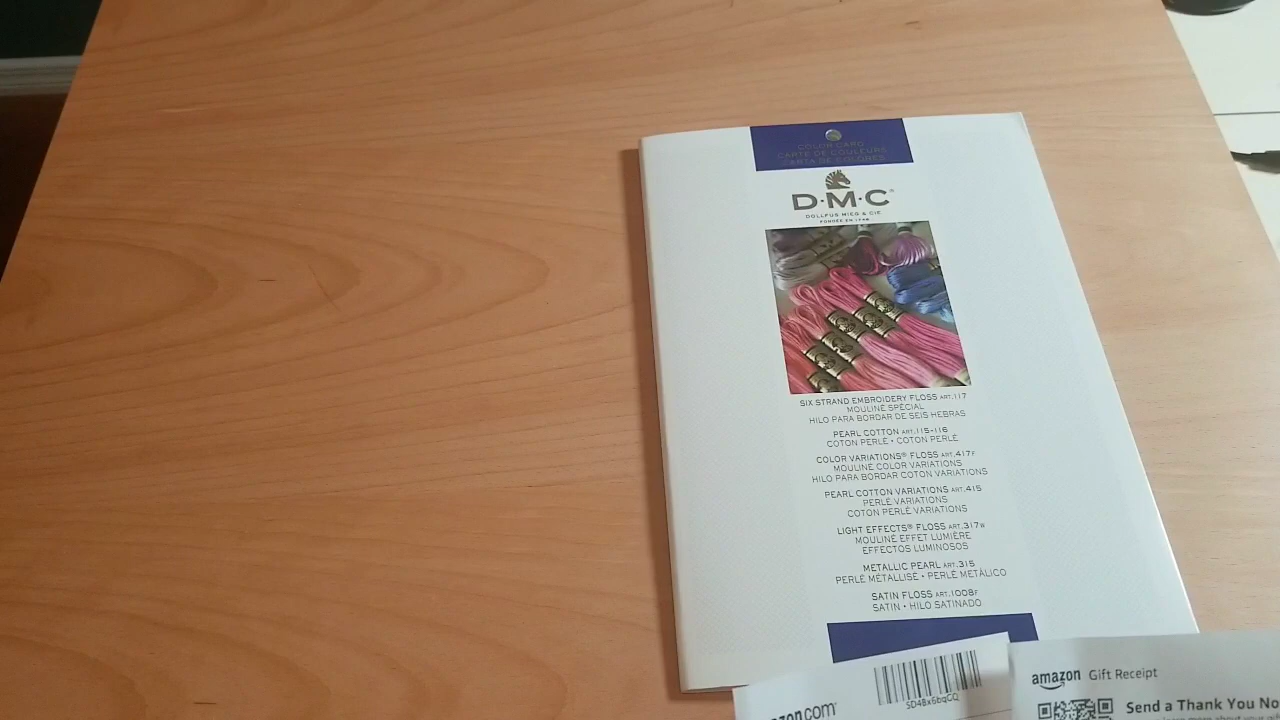 COLOR CARD
CARTE DE COULEURS
CARTA DE COLORES
D·M·C®
DOLLFUS MIEG & CIE
FONDÉE EN 1746
SIX STRAND EMBROIDERY FLOSS ART.117
MOULINÉ SPÉCIAL
HILO PARA BORDAR DE SEIS HEBRAS
PEARL COTTON ART.115-116
COTON PERLÉ • COTON PERLÉ
COLOR VARIATIONS® FLOSS ART.417F
MOULINÉ COLOR VARIATIONS
HILO PARA BORDAR COTON VARIATIONS
PEARL COTTON VARIATIONS ART.415
PERLÉ VARIATIONS
COTON PERLÉ VARIATIONS
LIGHT EFFECTS® FLOSS ART.317W
MOULINÉ EFFET LUMIÈRE
EFFECTOS LUMINOSOS
METALLIC PEARL ART.315
PERLÉ MÉTALLISÉ • PERLÉ METÁLICO
SATIN FLOSS ART.1008F
SATIN • HILO SATINADO
zon.com
SD4Bx6bqCQ
amazon Gift Receipt
Send a Thank You No